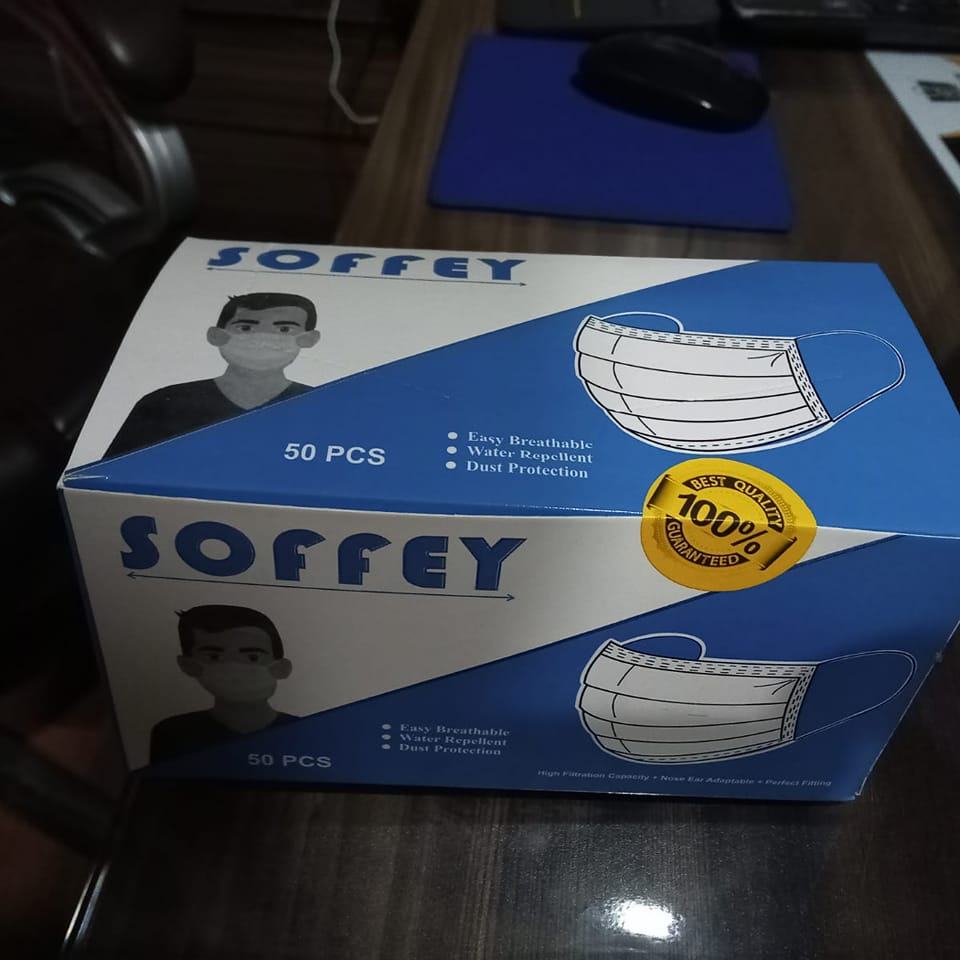 SOFFEY
50 PCS
• Easy Breathable
• Water Repellent
• Dust Protection
BEST QUALITY
100%
GUARANTEED
SOFFEY
50 PCS
• Easy Breathable
• Water Repellent
• Dust Protection
High Filtration Capacity + Nose Ear Adaptable + Perfect Fitting